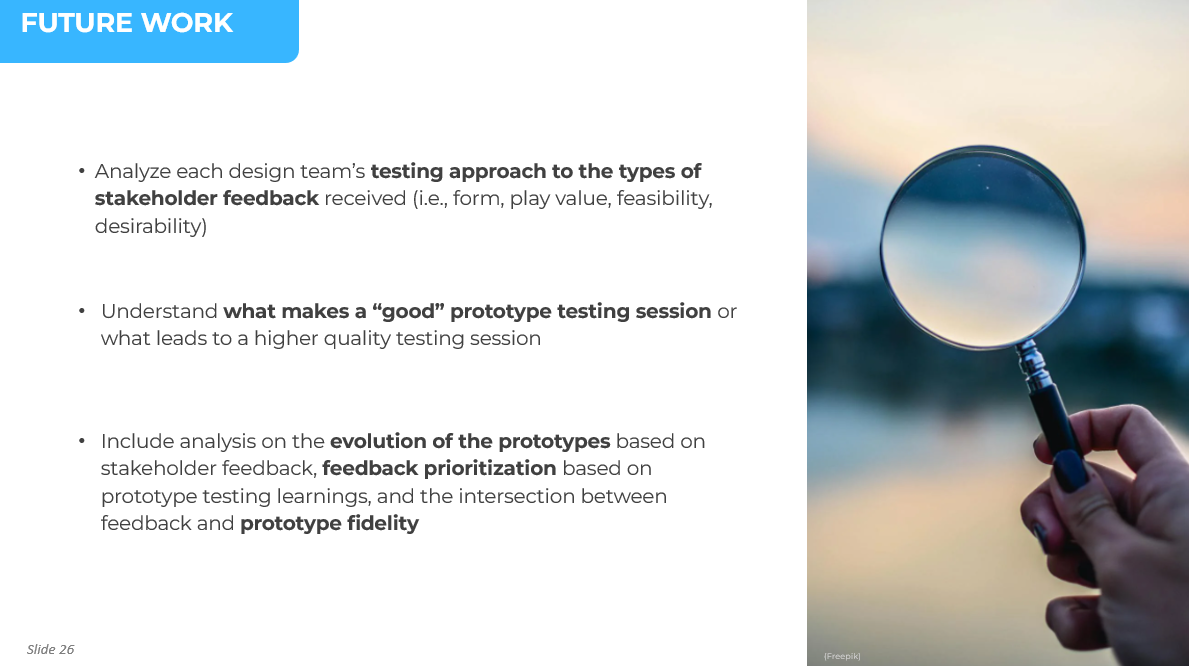 FUTURE WORK
• Analyze each design team’s testing approach to the types of
stakeholder feedback received (i.e., form, play value, feasibility,
desirability)
• Understand what makes a “good” prototype testing session or
what leads to a higher quality testing session
• Include analysis on the evolution of the prototypes based on
stakeholder feedback, feedback prioritization based on
prototype testing learnings, and the intersection between
feedback and prototype fidelity
Slide 26
(Freepik)